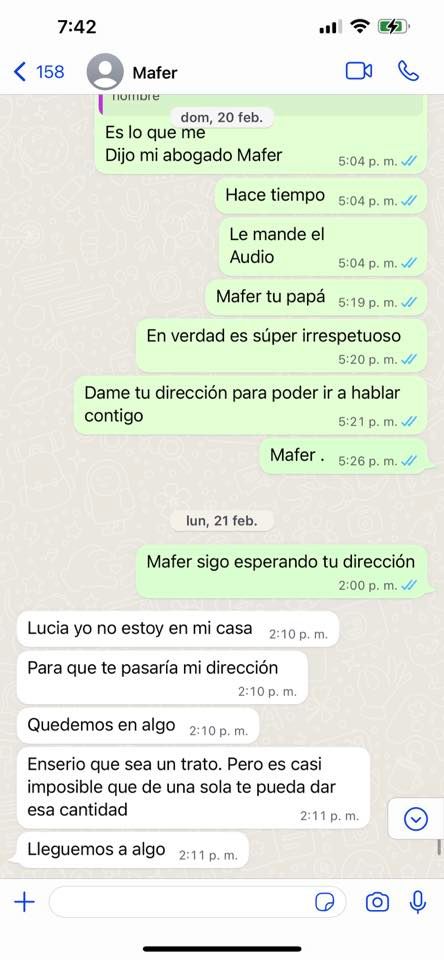 7:42
158
Mafer
nombre
dom, 20 feb.
Es lo que me
Dijo mi abogado Mafer
5:04 p. m.
Hace tiempo
5:04 p. m.
Le mande el
Audio
5:04 p. m.
Mafer tu papá
5:19 p. m.
En verdad es súper irrespetuoso
5:20 p. m.
Dame tu dirección para poder ir a hablar
contigo
5:21 p. m.
Mafer .
5:26 p. m.
lun, 21 feb.
Mafer sigo esperando tu dirección
2:00 p. m.
Lucia yo no estoy en mi casa
2:10 p. m.
Para que te pasaría mi dirección
2:10 p. m.
Quedemos en algo
2:10 p. m.
Enserio que sea un trato. Pero es casi
imposible que de una sola te pueda dar
esa cantidad
2:11 p. m.
Lleguemos a algo
2:11 p. m.